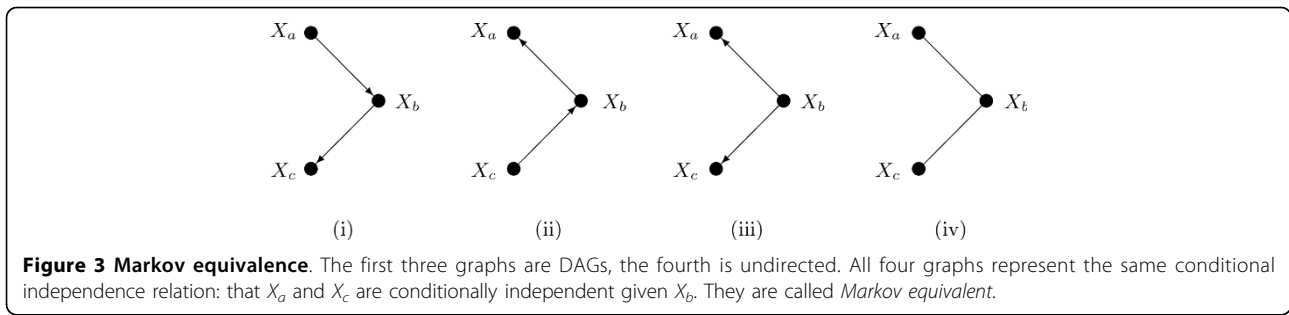 X_a X_a X_a X_a
X_b X_b X_b X_t
X_c X_c X_c X_c
(i) (ii) (iii) (iv)
Figure 3 Markov equivalence. The first three graphs are DAGs, the fourth is undirected. All four graphs represent the same conditional
independence relation: that X_a and X_c are conditionally independent given X_b. They are called Markov equivalent.